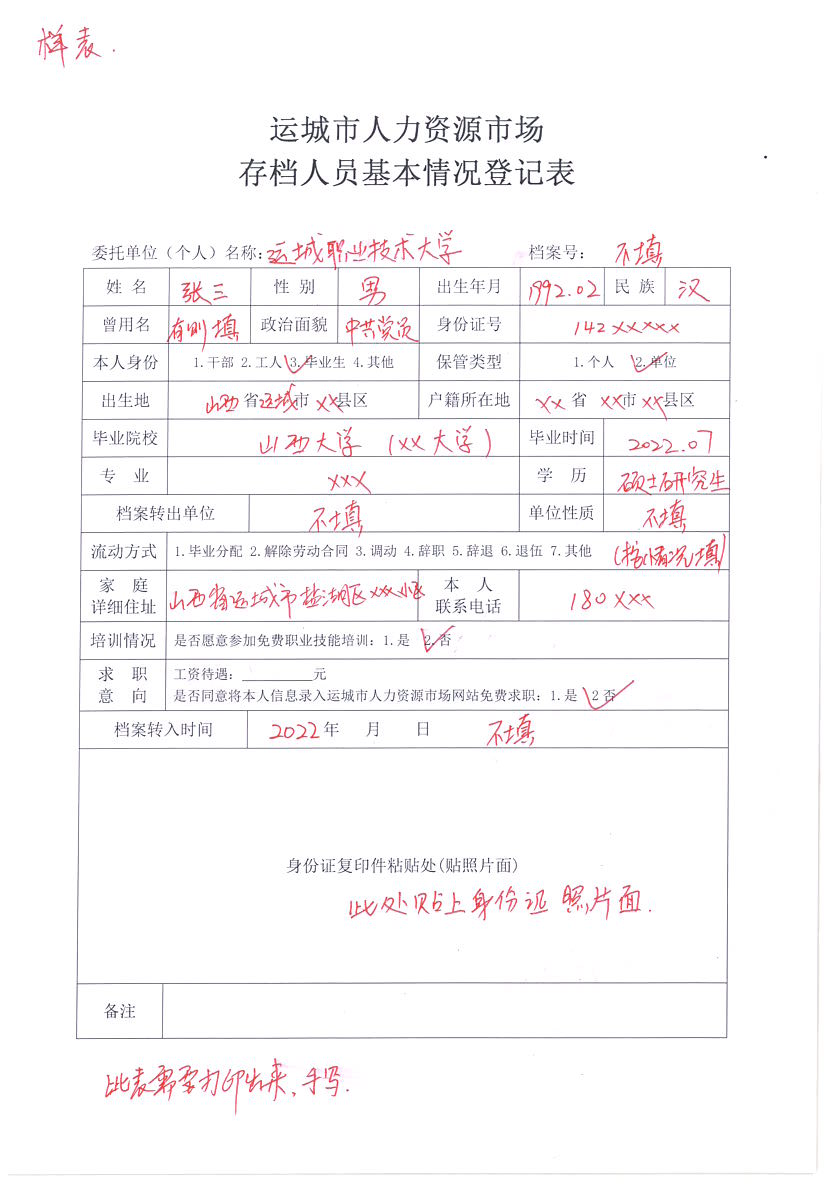 样表.
运城市人力资源市场
存档人员基本情况登记表
委托单位（个人）名称:运城职业技术大学 档案号: 不填
姓 名 张三 性 别 男 出生年月 1992.02 民 族 汉
曾用名 有则填 政治面貌 中共党员 身份证号 142xxxxx
本人身份 1.干部 2.工人 3.毕业生 4.其他 保管类型 1.个人 2.单位
出生地 山西省运城市 xx县区 户籍所在地 xx省 xx市 xx县区
毕业院校 山西大学 (xx大学) 毕业时间 2022.07
专 业 xxx 学 历 硕士研究生
档案转出单位 不填 单位性质 不填
流动方式 1.毕业分配 2.解除劳动合同 3.调动 4.辞职 5.辞退 6.退伍 7.其他 (按情况填)
家 庭 本 人
详细住址 山西省运城市盐湖区xxx小区 联系电话 180xxx
培训情况 是否愿意参加免费职业技能培训: 1.是 2.否
求 职 工资待遇: ________元
意 向 是否同意将本人信息录入运城市人力资源市场网站免费求职: 1.是 2否
档案转入时间 2022年 月 日 不填
身份证复印件粘贴处(贴照片面)
此处贴上身份证照片面.
备注
此表需要打印出来,手写.